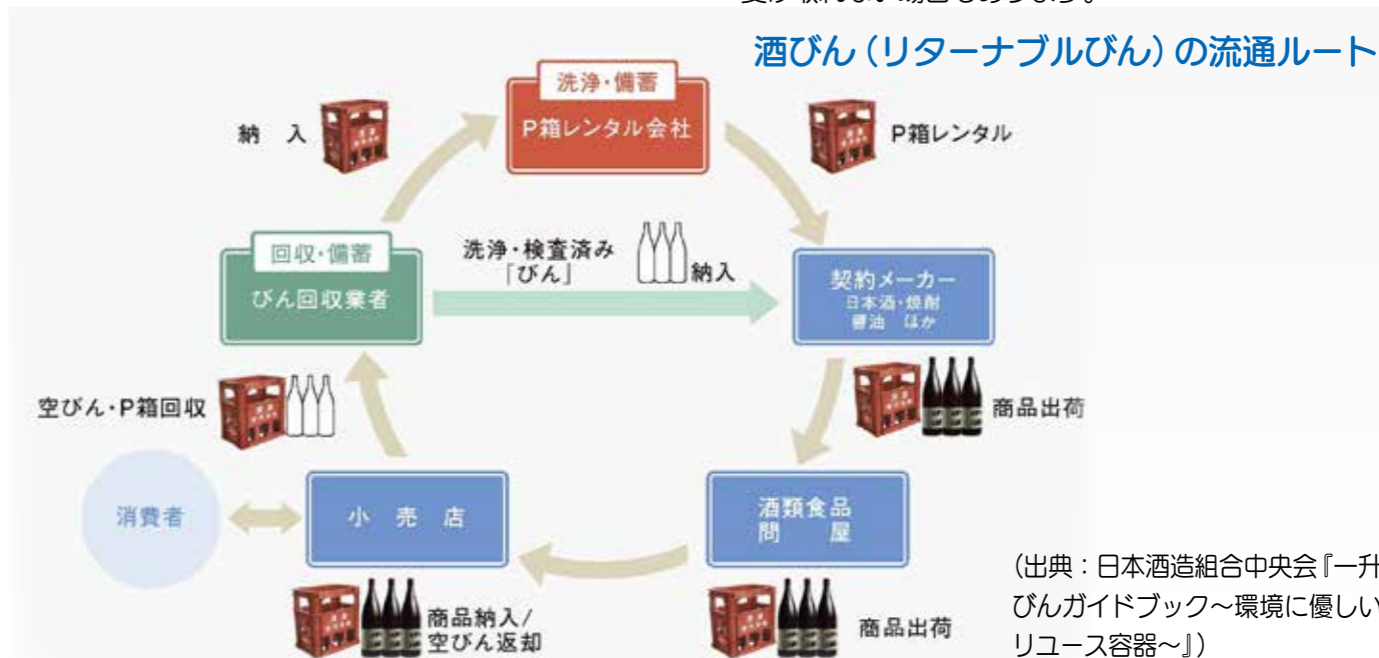 酒びん（リターナブルびん）の流通ルート
洗浄・備蓄
P箱レンタル会社
納 入
P箱レンタル
回収・備蓄
びん回収業者
洗浄・検査済み
「びん」
納入
契約メーカー
日本酒・焼酎
醤油 ほか
空びん・P箱回収
商品出荷
消費者
小 売 店
酒類食品
問 屋
商品納入/
空びん返却
商品出荷
（出典：日本酒造組合中央会『一升
びんガイドブック～環境に優しい
リユース容器～』）